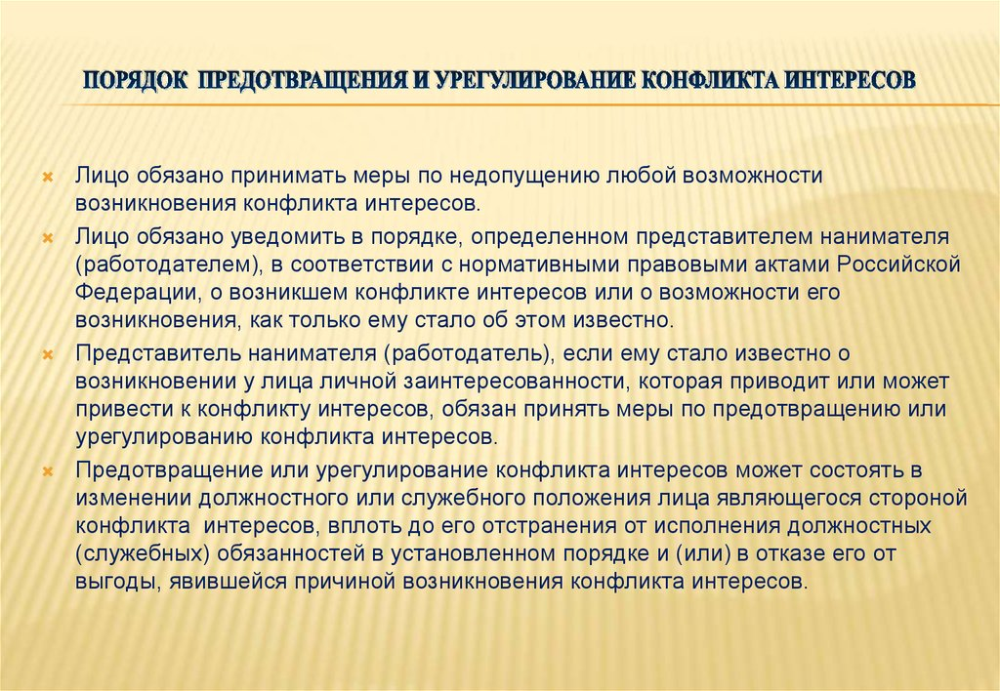 ПОРЯДОК ПРЕДОТВРАЩЕНИЯ И УРЕГУЛИРОВАНИЕ КОНФЛИКТА ИНТЕРЕСОВ
Лицо обязано принимать меры по недопущению любой возможности
возникновения конфликта интересов.
Лицо обязано уведомить в порядке, определенном представителем нанимателя
(работодателем), в соответствии с нормативными правовыми актами Российской
Федерации, о возникшем конфликте интересов или о возможности его
возникновения, как только ему стало об этом известно.
Представитель нанимателя (работодатель), если ему стало известно о
возникновении у лица личной заинтересованности, которая приводит или может
привести к конфликту интересов, обязан принять меры по предотвращению или
урегулированию конфликта интересов.
Предотвращение или урегулирование конфликта интересов может состоять в
изменении должностного или служебного положения лица являющегося стороной
конфликта интересов, вплоть до его отстранения от исполнения должностных
(служебных) обязанностей в установленном порядке и (или) в отказе его от
выгоды, явившейся причиной возникновения конфликта интересов.